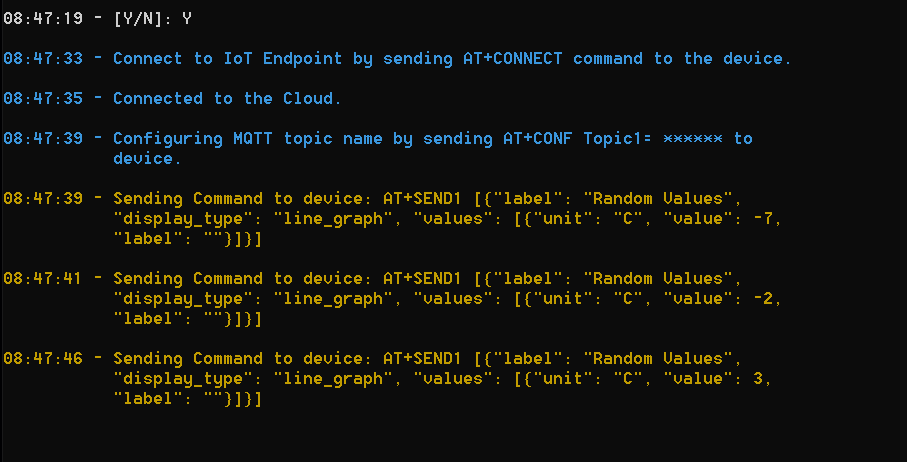 08:47:19 - [Y/N]: Y
08:47:33 - Connect to IoT Endpoint by sending AT+CONNECT command to the device.
08:47:35 - Connected to the Cloud.
08:47:39 - Configuring MQTT topic name by sending AT+CONF Topic1= ****** to
device.
08:47:39 - Sending Command to device: AT+SEND1 [{"label": "Random Values",
"display_type": "line_graph", "values": [{"unit": "C", "value": -7,
"label": ""}]}]
08:47:41 - Sending Command to device: AT+SEND1 [{"label": "Random Values",
"display_type": "line_graph", "values": [{"unit": "C", "value": -2,
"label": ""}]}]
08:47:46 - Sending Command to device: AT+SEND1 [{"label": "Random Values",
"display_type": "line_graph", "values": [{"unit": "C", "value": 3,
"label": ""}]}]